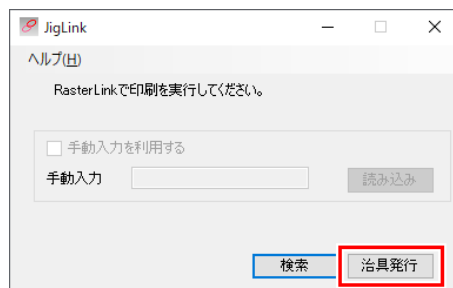 JigLink
ヘルプ(H)
RasterLinkで印刷を実行してください。
手動入力を利用する
手動入力 読み込み
検索 治具発行